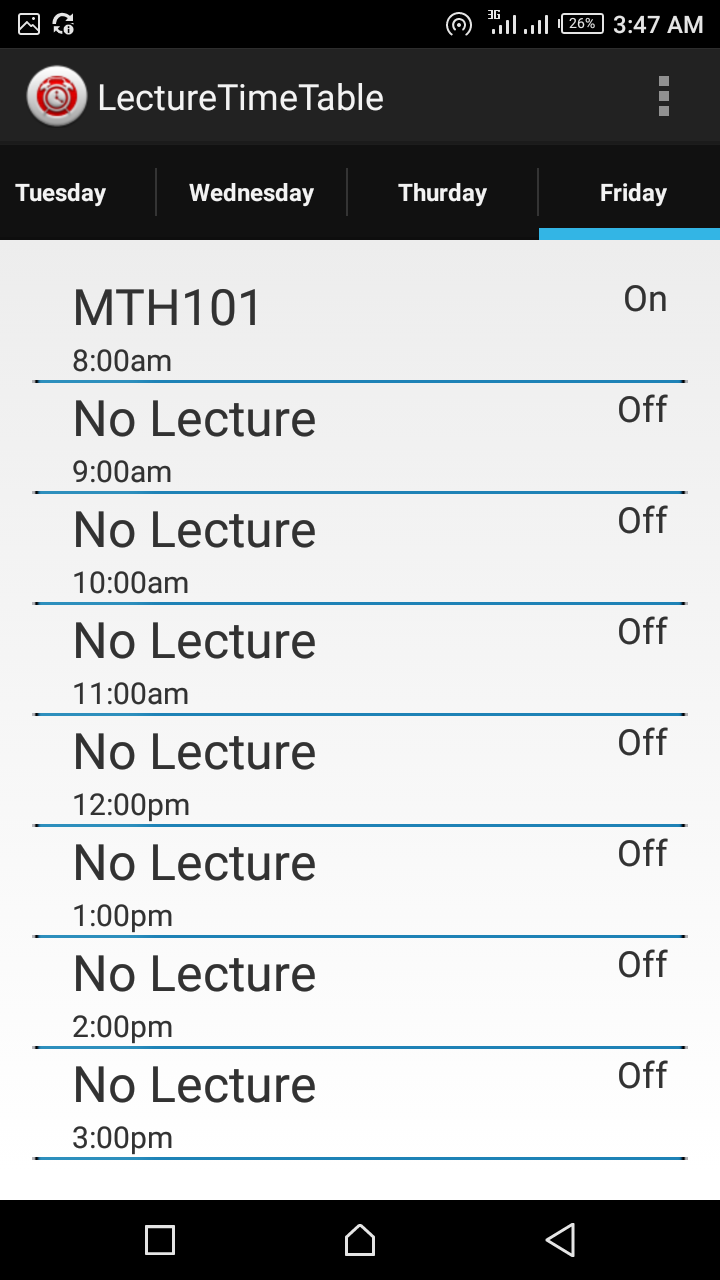 3G 26% 3:47 AM
LectureTimeTable
Tuesday Wednesday Thurday Friday
MTH101 On
8:00am
No Lecture Off
9:00am
No Lecture Off
10:00am
No Lecture Off
11:00am
No Lecture Off
12:00pm
No Lecture Off
1:00pm
No Lecture Off
2:00pm
No Lecture Off
3:00pm